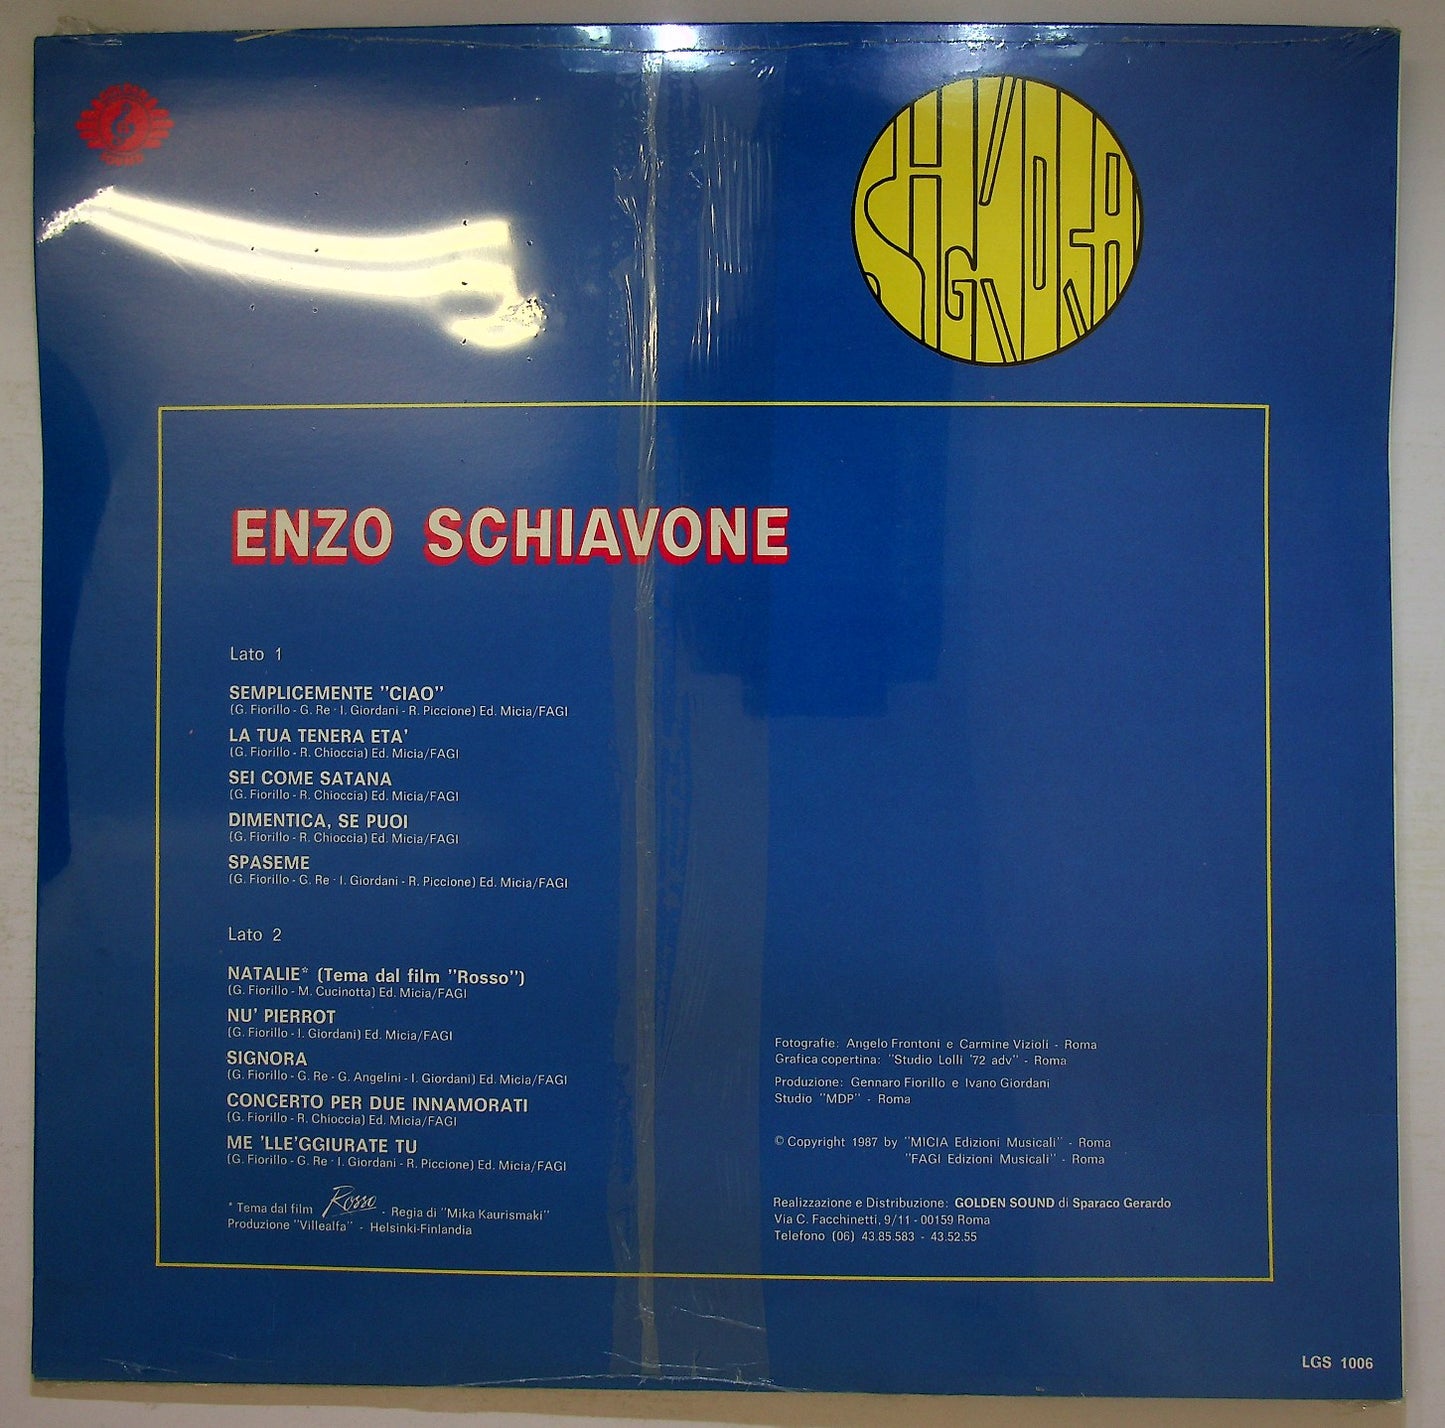 SIGNORA
ENZO SCHIAVONE
Lato 1
SEMPLICEMENTE "CIAO"
(G. Fiorillo - G. Re - I. Giordani - R. Piccione) Ed. Micia/FAGI
LA TUA TENERA ETA'
(G. Fiorillo - R. Chioccia) Ed. Micia/FAGI
SEI COME SATANA
(G. Fiorillo - R. Chioccia) Ed. Micia/FAGI
DIMENTICA, SE PUOI
(G. Fiorillo - R. Chioccia) Ed. Micia/FAGI
SPASEME
(G. Fiorillo - G. Re - I. Giordani - R. Piccione) Ed. Micia/FAGI
Lato 2
NATALIE* (Tema dal film "Rosso")
(G. Fiorillo - M. Cucinotta) Ed. Micia/FAGI
NU' PIERROT
(G. Fiorillo - I. Giordani) Ed. Micia/FAGI
SIGNORA
(G. Fiorillo - G. Re - G. Angelini - I. Giordani) Ed. Micia/FAGI
CONCERTO PER DUE INNAMORATI
(G. Fiorillo - R. Chioccia) Ed. Micia/FAGI
ME 'LLE'GGIURATE TU
(G. Fiorillo - G. Re - I. Giordani - R. Piccione) Ed. Micia/FAGI
* Tema dal film Rosso - Regia di "Mika Kaurismaki"
Produzione "Villealfa" - Helsinki-Finlandia
Fotografie: Angelo Frontoni e Carmine Vizioli - Roma
Grafica copertina: "Studio Lolli '72 adv" - Roma
Produzione: Gennaro Fiorillo e Ivano Giordani
Studio "MDP" - Roma
© Copyright 1987 by "MICIA Edizioni Musicali" - Roma
"FAGI Edizioni Musicali" - Roma
Realizzazione e Distribuzione: GOLDEN SOUND di Sparaco Gerardo
Via C. Facchinetti, 9/11 - 00159 Roma
Telefono (06) 43.85.583 - 43.52.55
LGS 1006